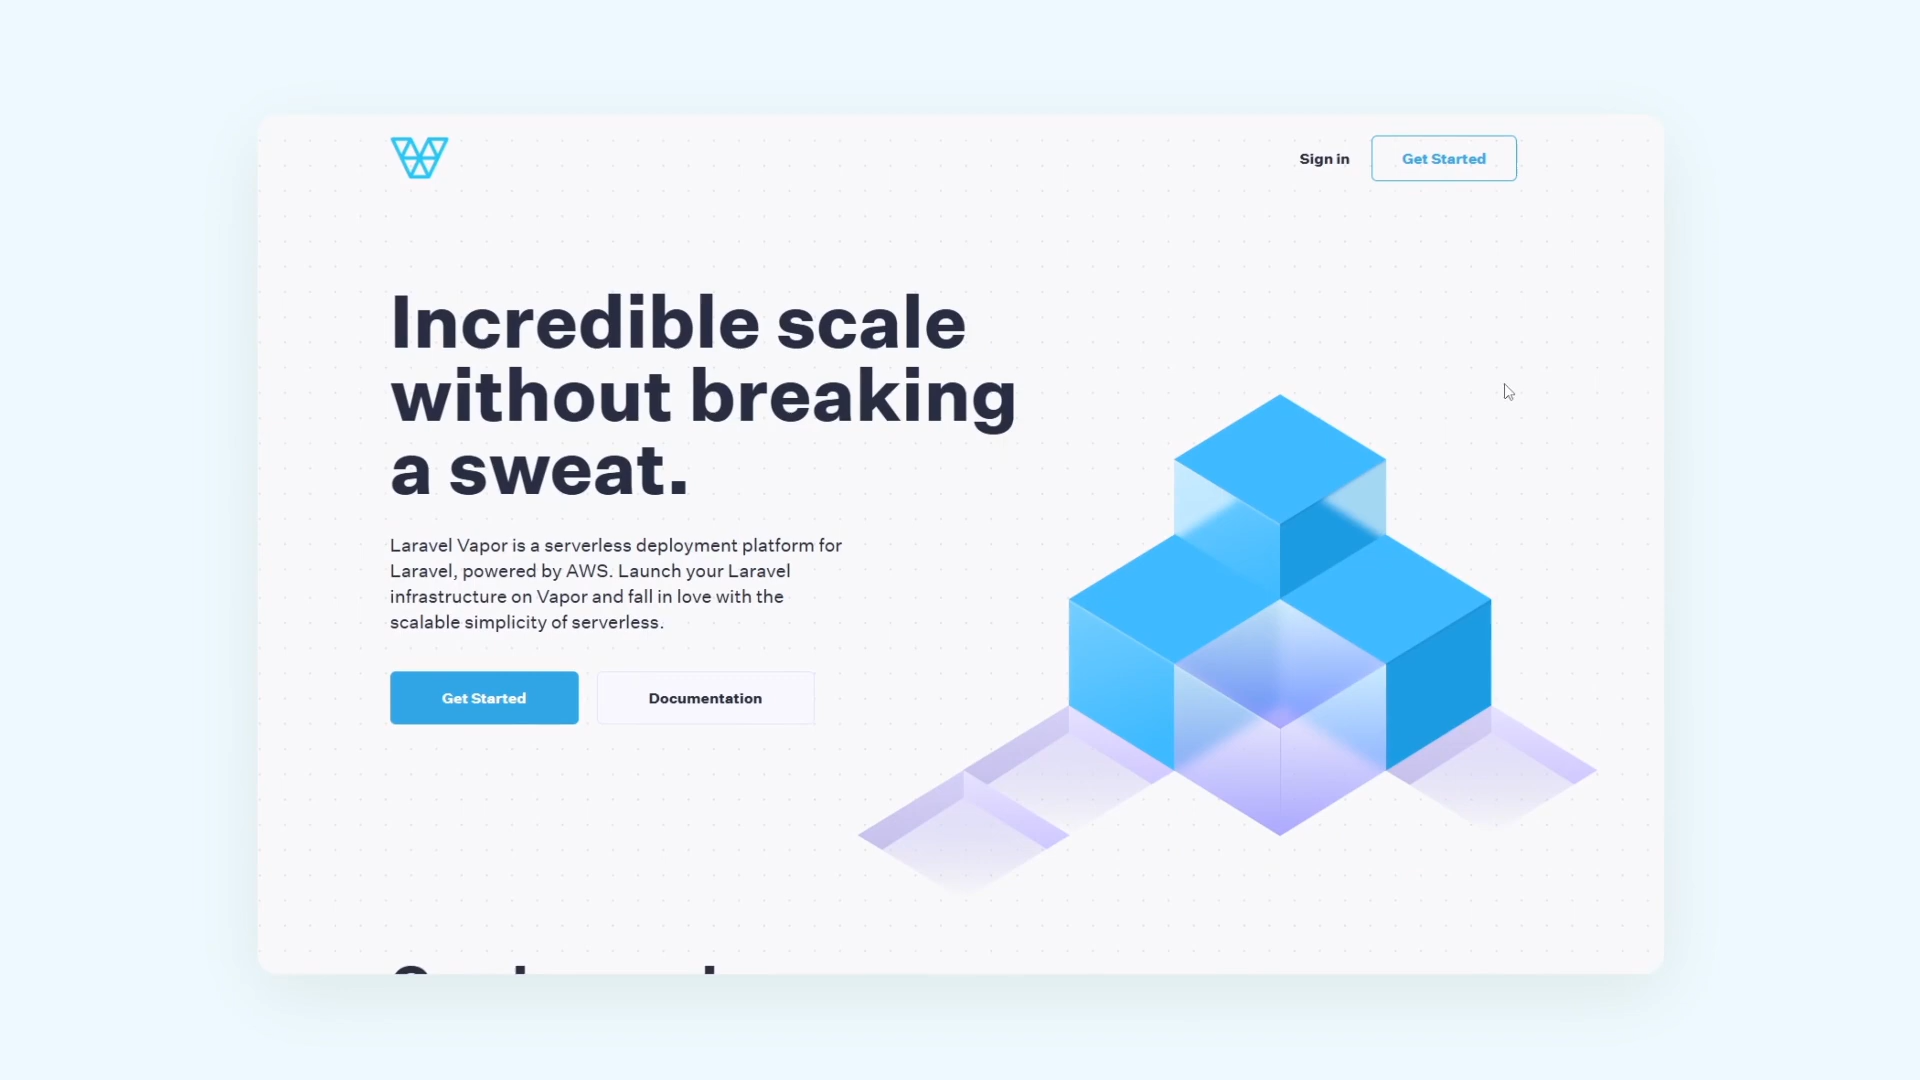 Sign in
Get Started
Incredible scale
without breaking
a sweat.
Laravel Vapor is a serverless deployment platform for
Laravel, powered by AWS. Launch your Laravel
infrastructure on Vapor and fall in love with the
scalable simplicity of serverless.
Get Started
Documentation